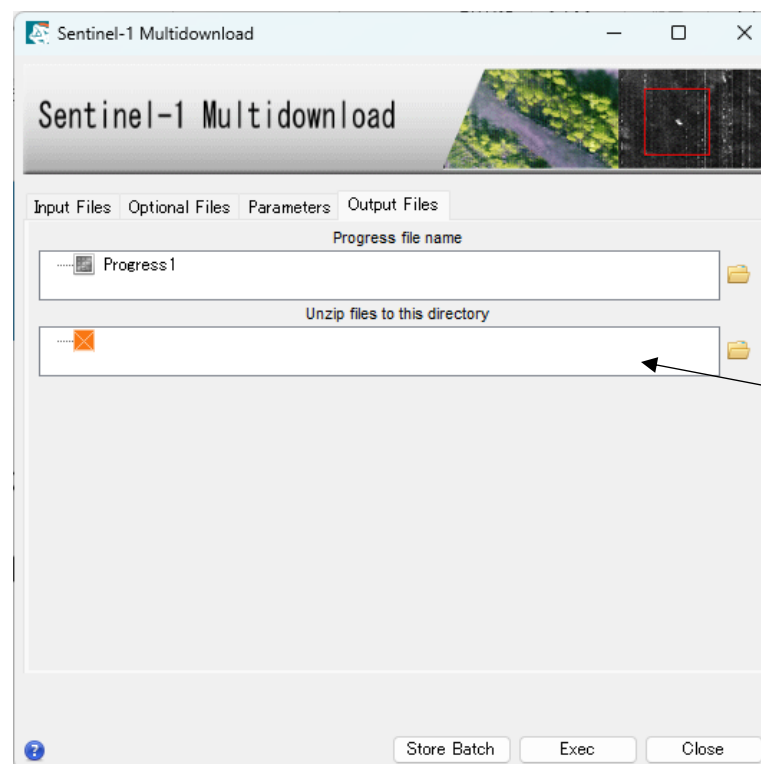 Sentinel-1 Multidownload
Sentinel-1 Multidownload
Input Files Optional Files Parameters Output Files
Progress file name
Progress1
Unzip files to this directory
Store Batch Exec Close